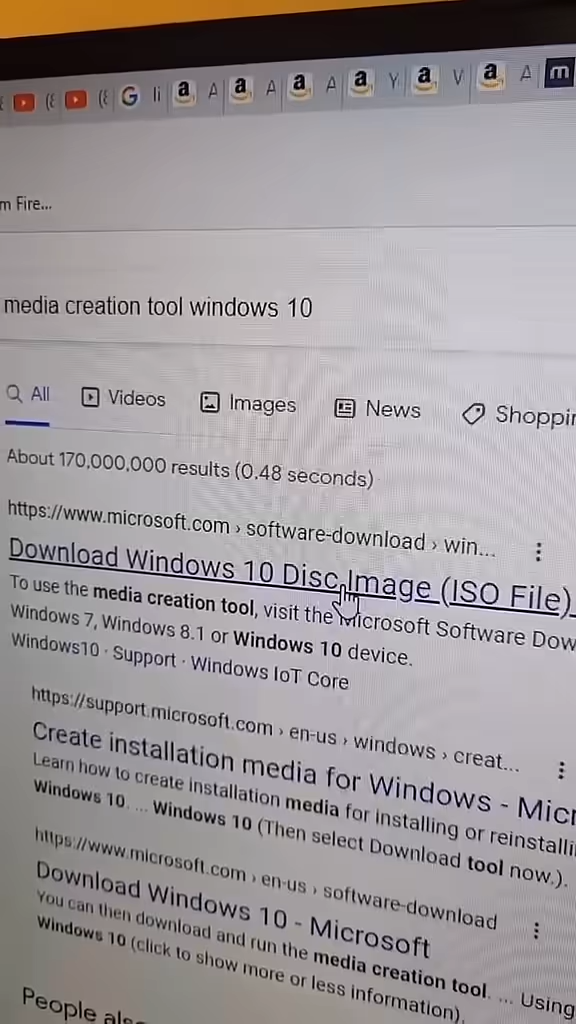 (
(
G li
a A
a A
a A
a Y
a V
a A
m
m Fire...
media creation tool windows 10
All Videos Images News Shoppin
About 170,000,000 results (0.48 seconds)
https://www.microsoft.com › software-download › win...
Download Windows 10 Disc Image (ISO File)
To use the media creation tool, visit the Microsoft Software Dow
Windows 7, Windows 8.1 or Windows 10 device.
Windows10 · Support · Windows IoT Core
https://support.microsoft.com › en-us › windows › creat...
Create installation media for Windows - Micr
Learn how to create installation media for installing or reinstalli
Windows 10. ... Windows 10 (Then select Download tool now.).
https://www.microsoft.com › en-us › software-download
Download Windows 10 - Microsoft
You can then download and run the media creation tool. ... Using
Windows 10 (click to show more or less information).
People also